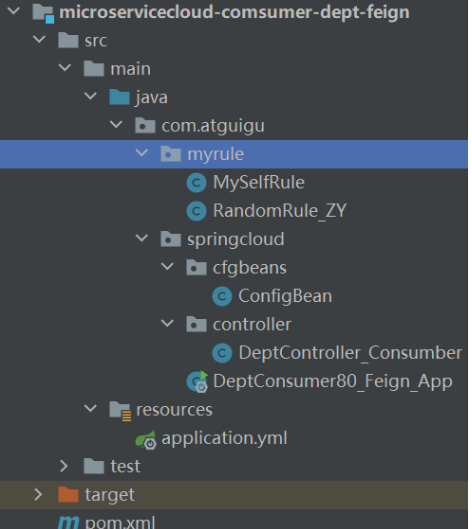 microservicecloud-comsumer-dept-feign
src
main
java
com.atguigu
myrule
MySelfRule
RandomRule_ZY
springcloud
cfgbeans
ConfigBean
controller
DeptController_Consumber
DeptConsumer80_Feign_App
resources
application.yml
test
target
pom.xml